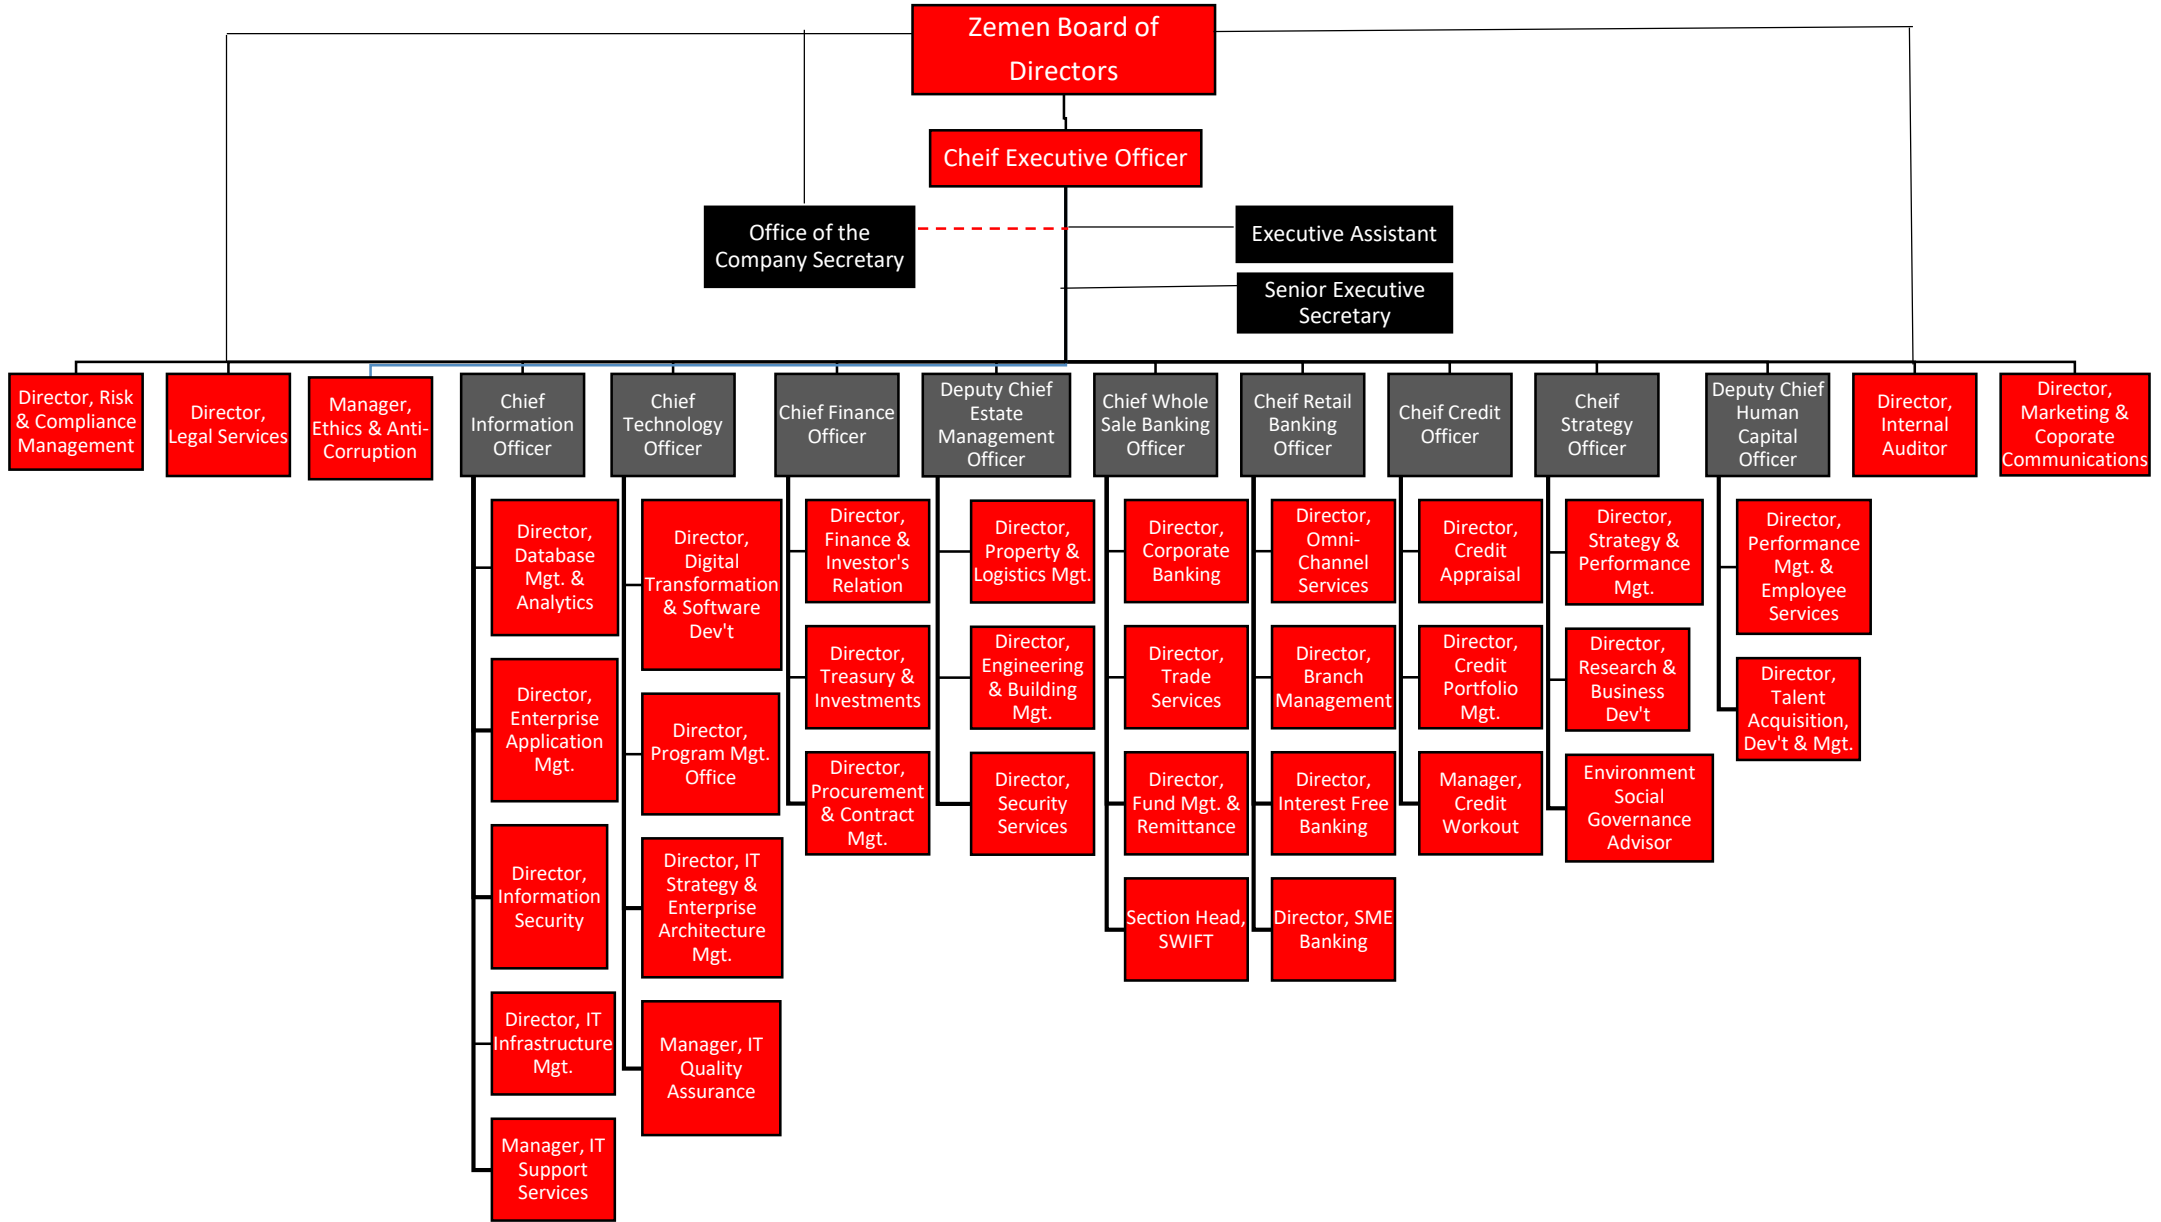 Zemen Board of
Directors
Cheif Executive Officer
Office of the
Company Secretary
Executive Assistant
Senior Executive
Secretary
Director, Risk
& Compliance
Management
Director,
Legal Services
Manager,
Ethics & Anti-
Corruption
Chief
Information
Officer
Chief
Technology
Officer
Chief Finance
Officer
Deputy Chief
Estate
Management
Officer
Chief Whole
Sale Banking
Officer
Cheif Retail
Banking
Officer
Cheif Credit
Officer
Cheif
Strategy
Officer
Deputy Chief
Human
Capital
Officer
Director,
Internal
Auditor
Director,
Marketing &
Coporate
Communications
Director,
Database
Mgt. &
Analytics
Director,
Enterprise
Application
Mgt.
Director,
Information
Security
Director, IT
Infrastructure
Mgt.
Manager, IT
Support
Services
Director,
Digital
Transformation
& Software
Dev't
Director,
Program Mgt.
Office
Director, IT
Strategy &
Enterprise
Architecture
Mgt.
Manager, IT
Quality
Assurance
Director,
Finance &
Investor's
Relation
Director,
Treasury &
Investments
Director,
Procurement
& Contract
Mgt.
Director,
Property &
Logistics Mgt.
Director,
Engineering
& Building
Mgt.
Director,
Security
Services
Director,
Corporate
Banking
Director,
Trade
Services
Director,
Fund Mgt. &
Remittance
Section Head,
SWIFT
Director,
Omni-
Channel
Services
Director,
Branch
Management
Director,
Interest Free
Banking
Director, SME
Banking
Director,
Credit
Appraisal
Director,
Credit
Portfolio
Mgt.
Manager,
Credit
Workout
Director,
Strategy &
Performance
Mgt.
Director,
Research &
Business
Dev't
Environment
Social
Governance
Advisor
Director,
Performance
Mgt. &
Employee
Services
Director,
Talent
Acquisition,
Dev't & Mgt.